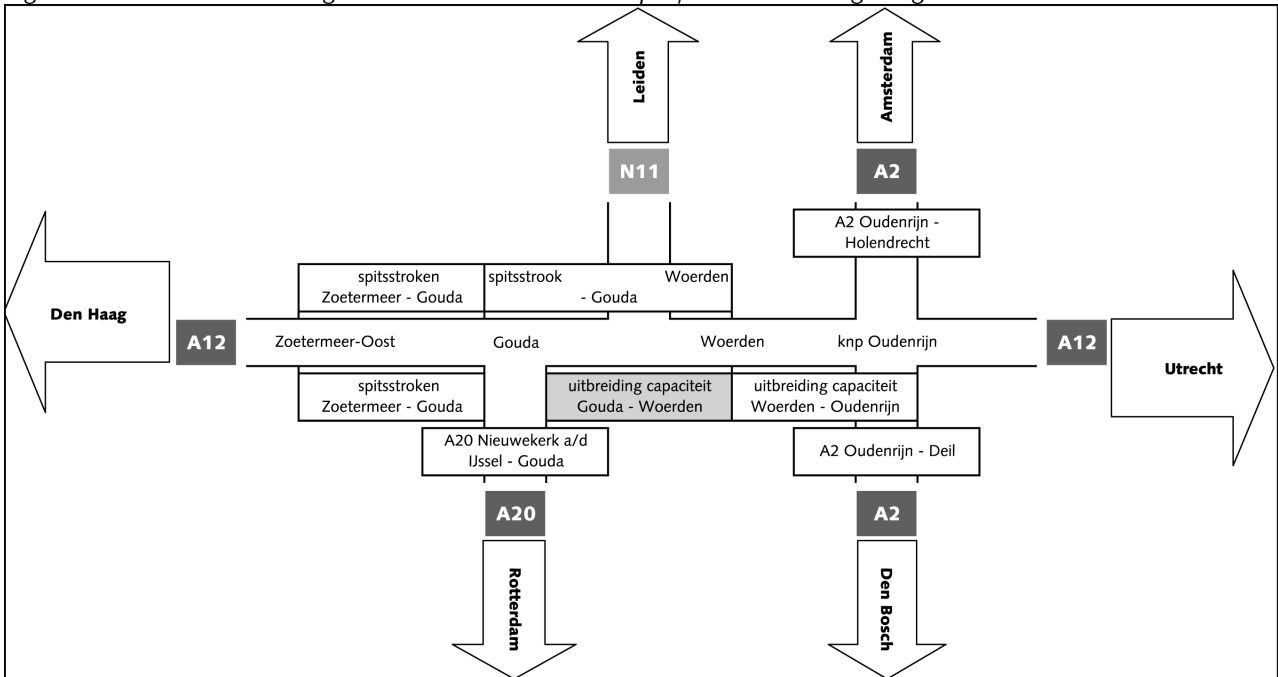 Leiden
Amsterdam
N11
A2
A2 Oudenrijn -
Holendrecht
spitsstroken
Zoetermeer - Gouda
spitsstrook Woerden
- Gouda
Den Haag
A12
Zoetermeer-Oost
Gouda
Woerden
knp Oudenrijn
A12
Utrecht
spitsstroken
Zoetermeer - Gouda
uitbreiding capaciteit
Gouda - Woerden
uitbreiding capaciteit
Woerden - Oudenrijn
A20 Nieuwekerk a/d
IJssel - Gouda
A2 Oudenrijn - Deil
A20
A2
Rotterdam
Den Bosch